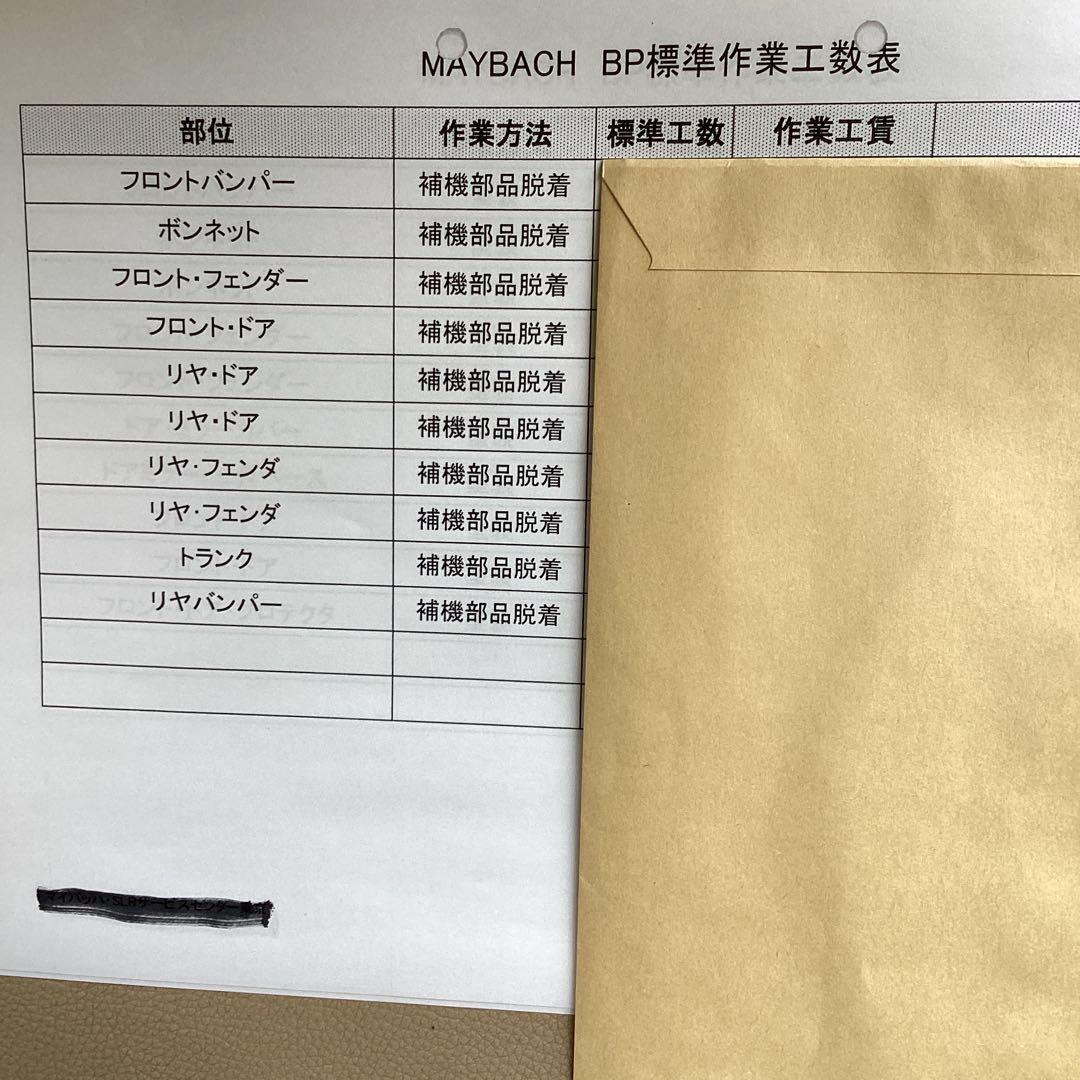 MAYBACH BP標準作業工数表
部位 作業方法 標準工数 作業工賃
フロントバンパー 補機部品脱着
ボンネット 補機部品脱着
フロント・フェンダー 補機部品脱着
フロント・ドア 補機部品脱着
リヤ・ドア 補機部品脱着
リヤ・ドア 補機部品脱着
リヤ・フェンダ 補機部品脱着
リヤ・フェンダ 補機部品脱着
トランク 補機部品脱着
リヤバンパー 補機部品脱着